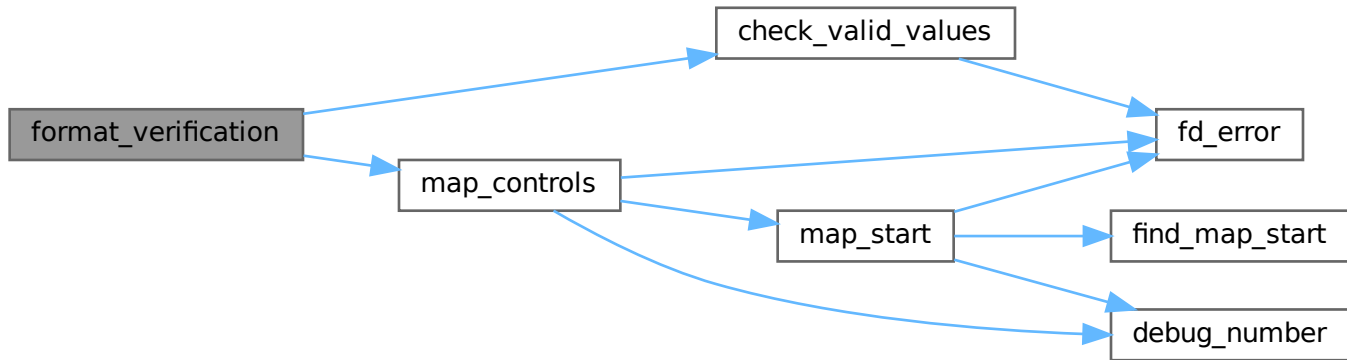 check_valid_values
format_verification
fd_error
map_controls
map_start
find_map_start
debug_number